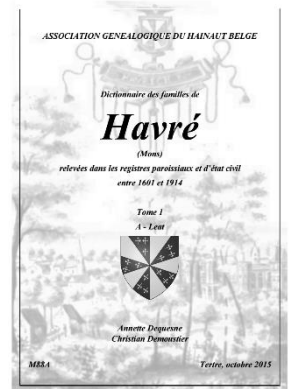 ASSOCIATION GENEALOGIQUE DU HAINAUT BELGE
Dictionnaire des familles de
Havré
(Mons)
relevées dans les registres paroissiaux et d'état civil
entre 1601 et 1914
Tome 1
A - Leat
Annette Dequesne
Christian Demoustier
M88A Tertre, octobre 2015